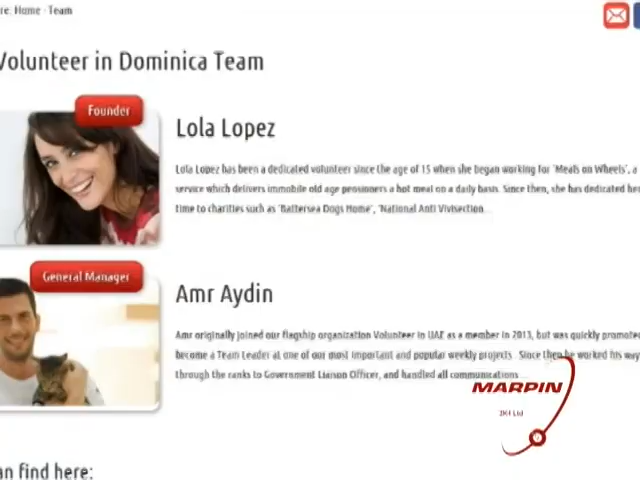 re: Home · Team
Volunteer in Dominica Team
Founder
Lola Lopez
Lola Lopez has been a dedicated volunteer since the age of 15 when she began working for 'Meals on Wheels', a
service which delivers immobile old age pensioners a hot meal on a daily basis. Since then, she has dedicated her
time to charities such as 'Battersea Dogs Home', 'National Anti Vivisection...
General Manager
Amr Aydin
Amr originally joined our flagship organization Volunteer in UAE as a member in 2013, but was quickly promoted
become a Team Leader at one of our most important and popular weekly projects. Since then he worked his way
through the ranks to Government Liaison Officer, and handled all communications...
MARPIN
2K4 Ltd
an find here: